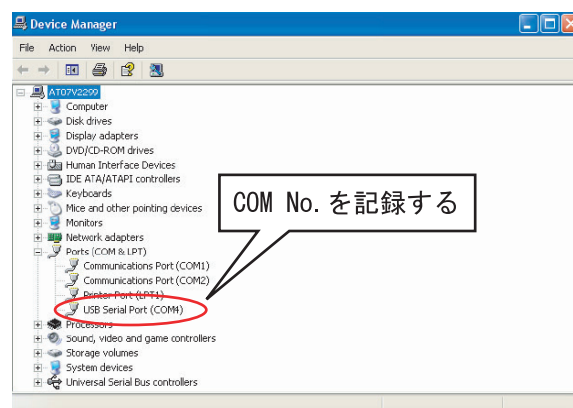 Device Manager
File Action View Help
AT07V2299
Computer
Disk drives
Display adapters
DVD/CD-ROM drives
Human Interface Devices
IDE ATA/ATAPI controllers
Keyboards
Mice and other pointing devices
Monitors
Network adapters
Ports (COM & LPT)
Communications Port (COM1)
Communications Port (COM2)
Printer Port (LPT1)
USB Serial Port (COM4)
Processors
Sound, video and game controllers
Storage volumes
System devices
Universal Serial Bus controllers
COM No.を記録する